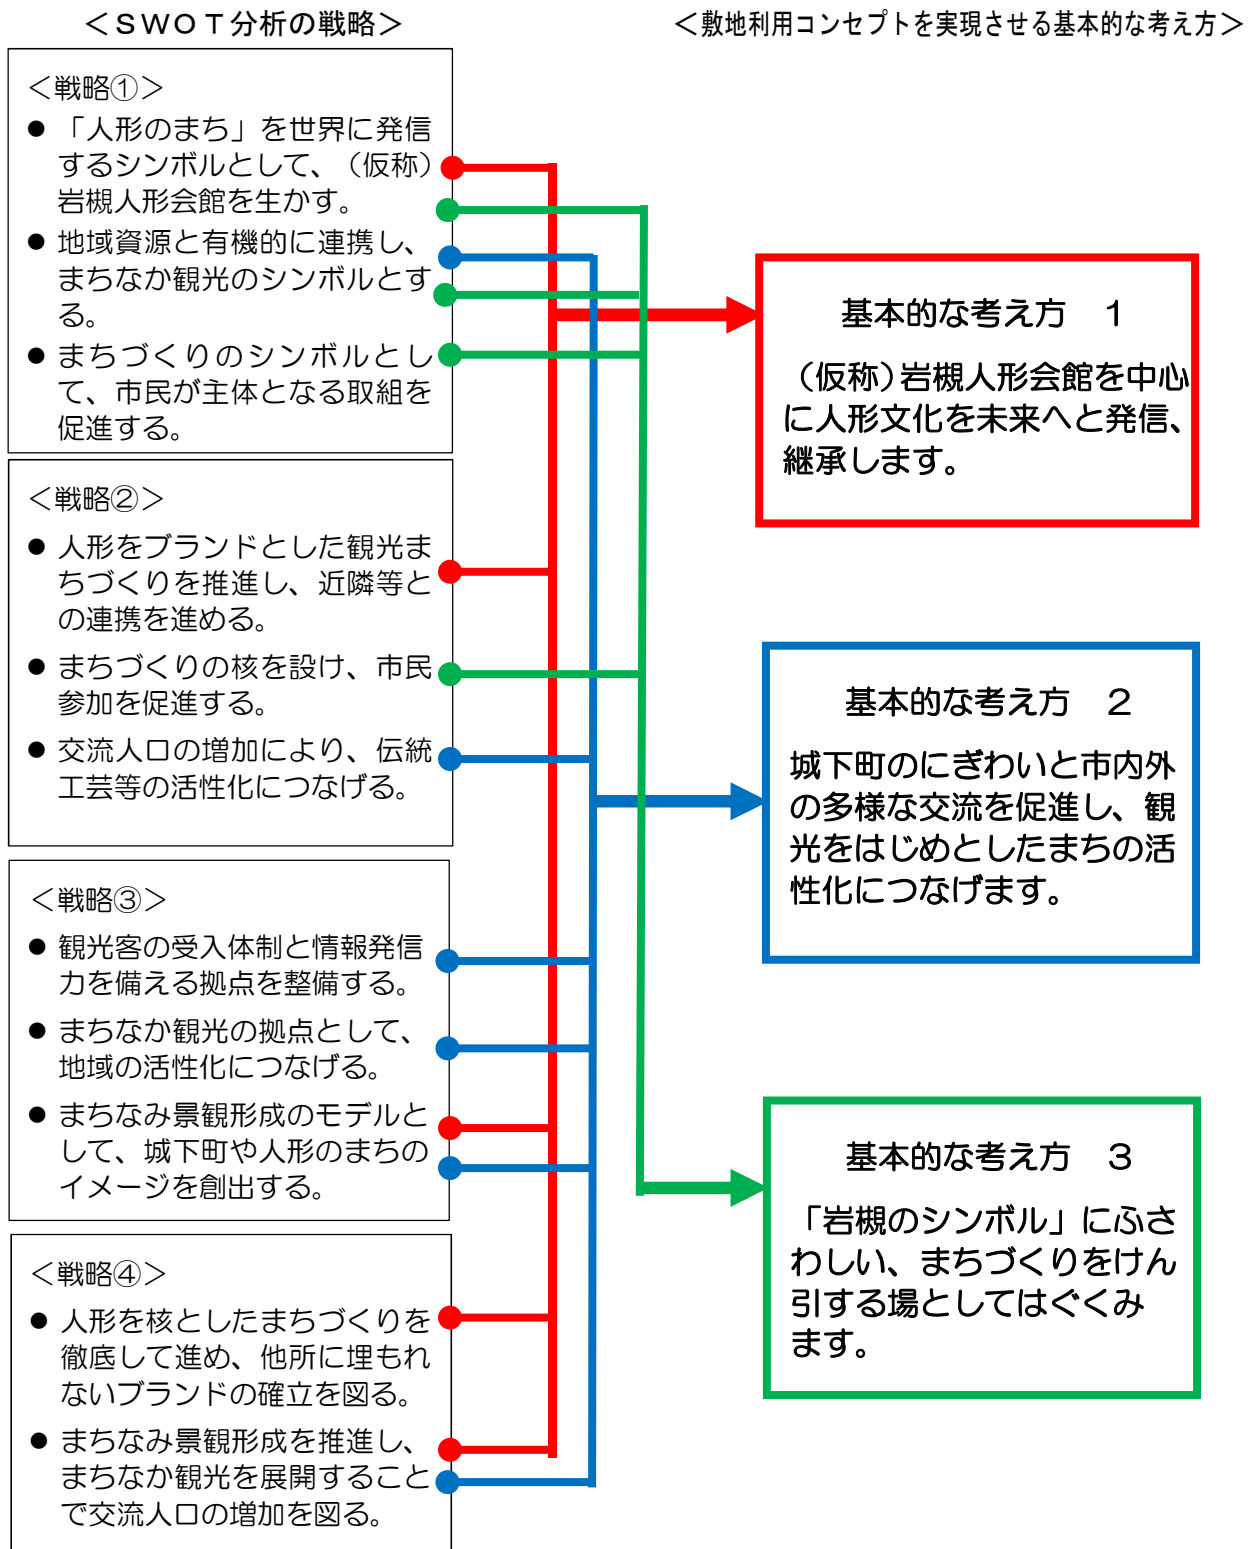 ＜ＳＷＯＴ分析の戦略＞
＜敷地利用コンセプトを実現させる基本的な考え方＞
＜戦略①＞
● 「人形のまち」を世界に発信
するシンボルとして、（仮称）
岩槻人形会館を生かす。
● 地域資源と有機的に連携し、
まちなか観光のシンボルとす
る。
● まちづくりのシンボルとし
て、市民が主体となる取組を
促進する。
＜戦略②＞
● 人形をブランドとした観光ま
ちづくりを推進し、近隣等と
の連携を進める。
● まちづくりの核を設け、市民
参加を促進する。
● 交流人口の増加により、伝統
工芸等の活性化につなげる。
＜戦略③＞
● 観光客の受入体制と情報発信
力を備える拠点を整備する。
● まちなか観光の拠点として、
地域の活性化につなげる。
● まちなみ景観形成のモデルと
して、城下町や人形のまちの
イメージを創出する。
＜戦略④＞
● 人形を核としたまちづくりを
徹底して進め、他所に埋もれ
ないブランドの確立を図る。
● まちなみ景観形成を推進し、
まちなか観光を展開すること
で交流人口の増加を図る。
基本的な考え方　１
（仮称）岩槻人形会館を中心
に人形文化を未来へと発信、
継承します。
基本的な考え方　２
城下町のにぎわいと市内外
の多様な交流を促進し、観
光をはじめとしたまちの活
性化につなげます。
基本的な考え方　３
「岩槻のシンボル」にふさ
わしい、まちづくりをけん
引する場としてはぐくみ
ます。